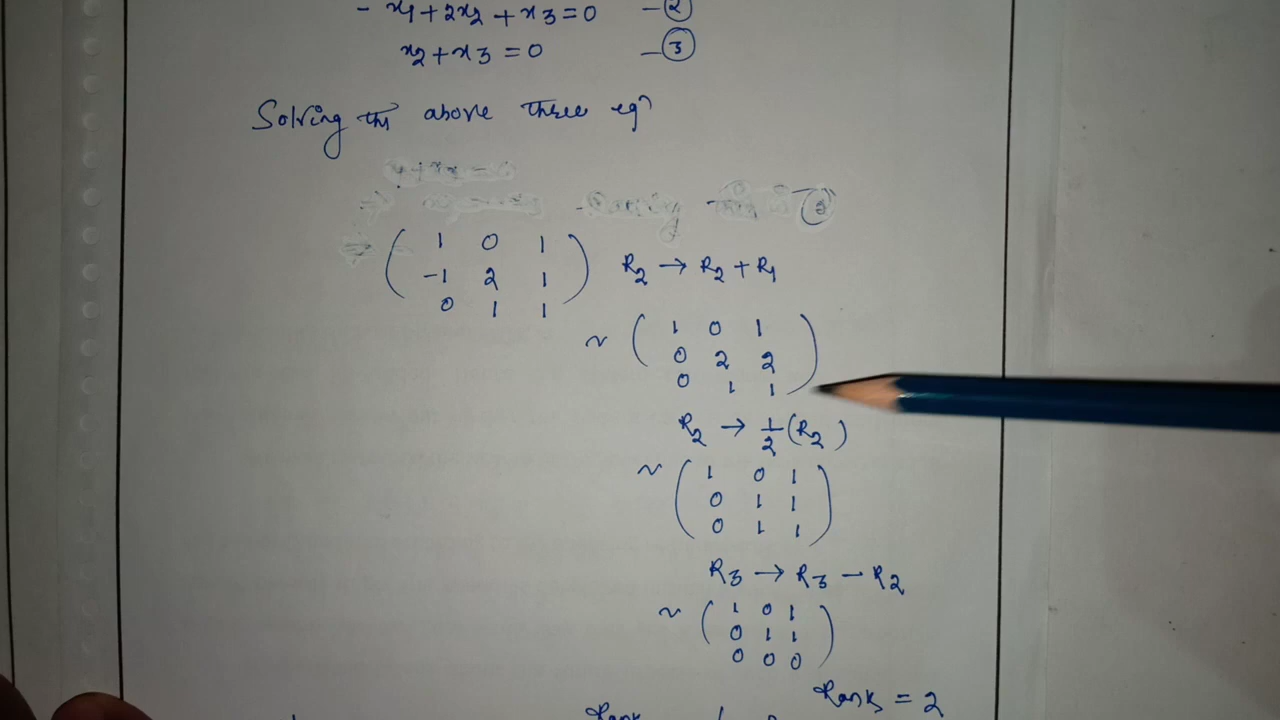 - x1 + 2x2 + x3 = 0 - 2
x2 + x3 = 0 - 3
Solving the above three eqn
( 1 0 1
-1 2 1
0 1 1 ) R2 → R2 + R1
~ ( 1 0 1
0 2 2
0 1 1 )
R2 → 1/2 (R2)
~ ( 1 0 1
0 1 1
0 1 1 )
R3 → R3 - R2
~ ( 1 0 1
0 1 1
0 0 0 )
Rank = 2